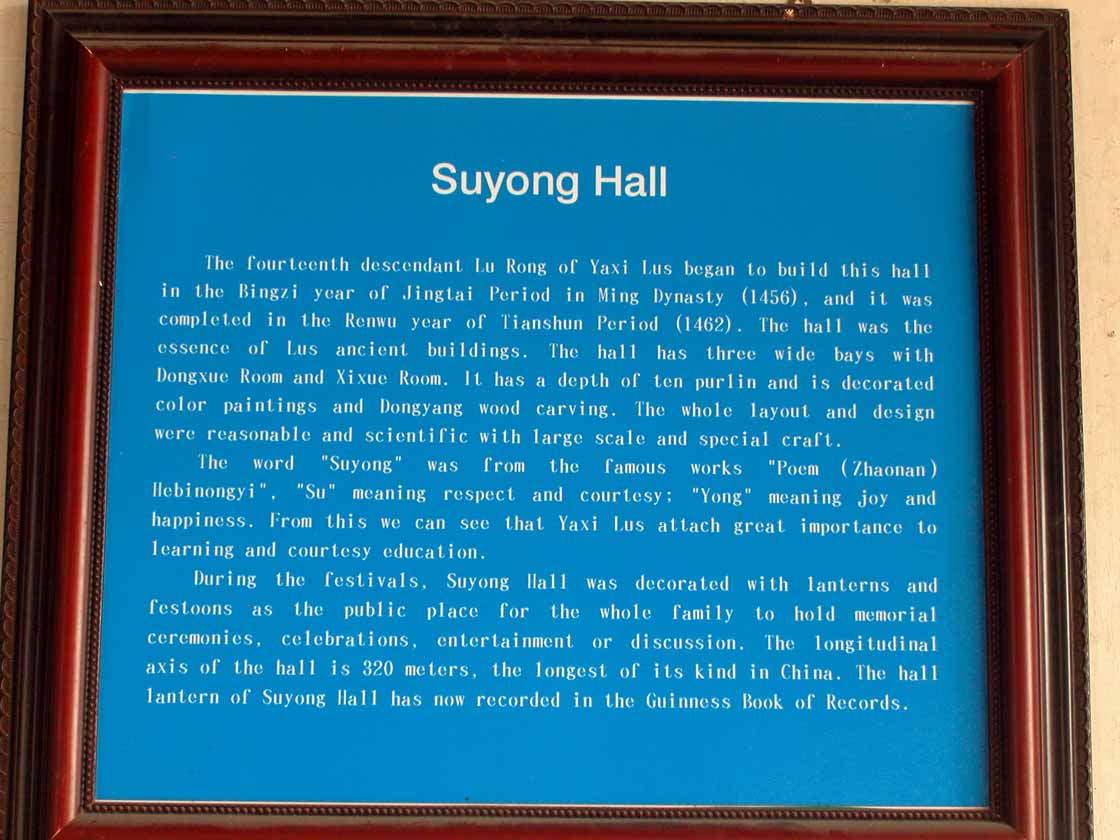 Suyong Hall
The fourteenth descendant Lu Rong of Yaxi Lus began to build this hall
in the Bingzi year of Jingtai Period in Ming Dynasty (1456), and it was
completed in the Renwu year of Tianshun Period (1462). The hall was the
essence of Lus ancient buildings. The hall has three wide bays with
Dongxue Room and Xixue Room. It has a depth of ten purlin and is decorated
color paintings and Dongyang wood carving. The whole layout and design
were reasonable and scientific with large scale and special craft.
The word "Suyong" was from the famous works "Poem (Zhaonan)
Hebinongyi", "Su" meaning respect and courtesy; "Yong" meaning joy and
happiness. From this we can see that Yaxi Lus attach great importance to
learning and courtesy education.
During the festivals, Suyong Hall was decorated with lanterns and
festoons as the public place for the whole family to hold memorial
ceremonies, celebrations, entertainment or discussion. The longitudinal
axis of the hall is 320 meters, the longest of its kind in China. The hall
lantern of Suyong Hall has now recorded in the Guinness Book of Records.